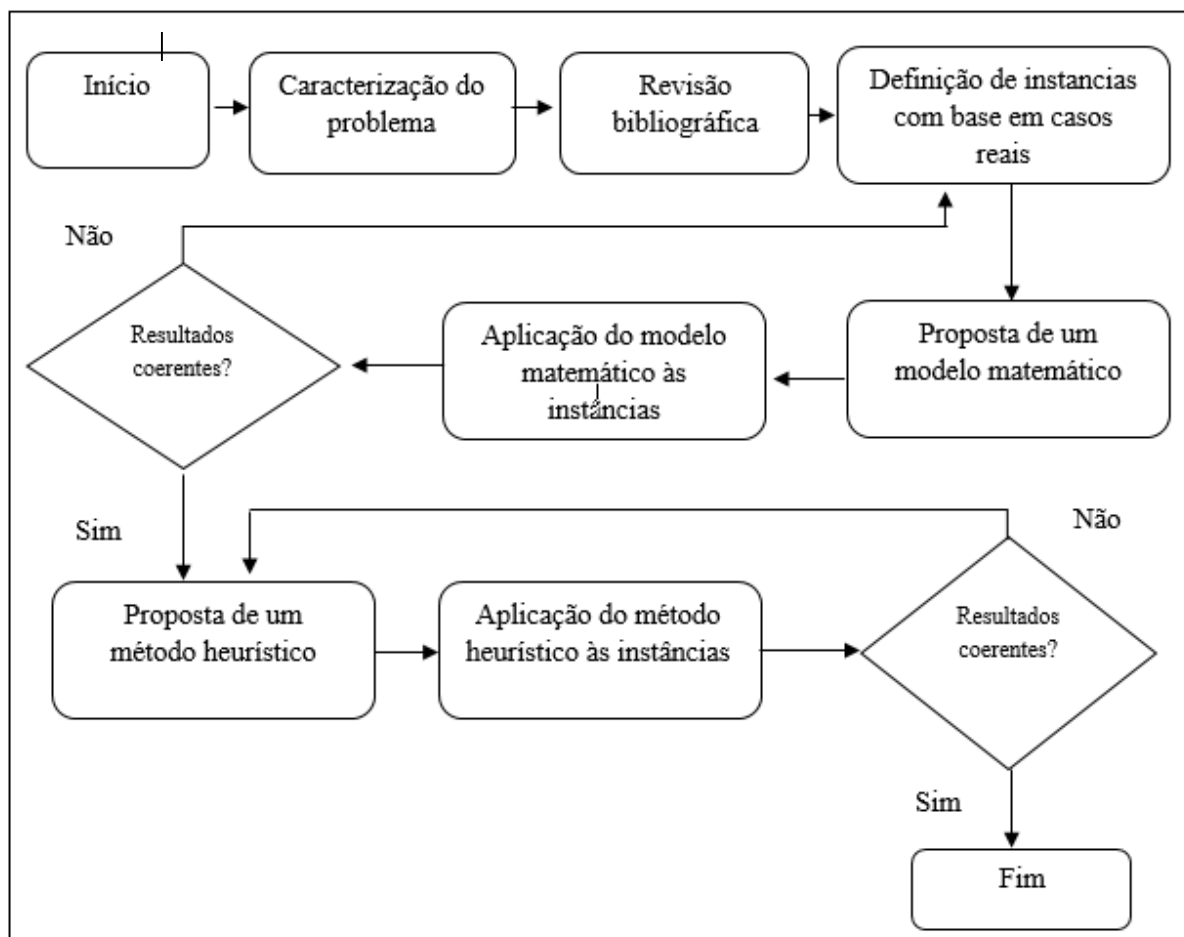 Início
Caracterização do
problema
Revisão
bibliográfica
Definição de instancias
com base em casos
reais
Não
Resultados
coerentes?
Aplicação do modelo
matemático às
instâncias
Proposta de um
modelo matemático
Sim
Não
Proposta de um
método heurístico
Aplicação do método
heurístico às instâncias
Resultados
coerentes?
Sim
Fim